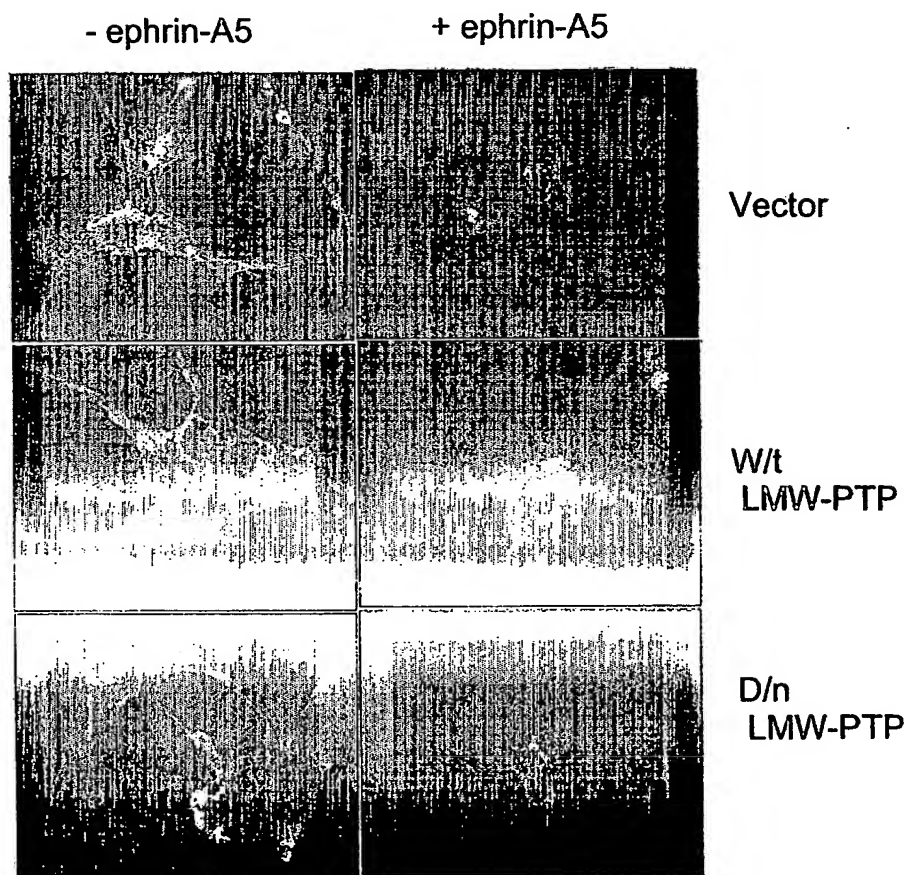 - ephrin-A5
+ ephrin-A5
Vector
W/t
LMW-PTP
D/n
LMW-PTP